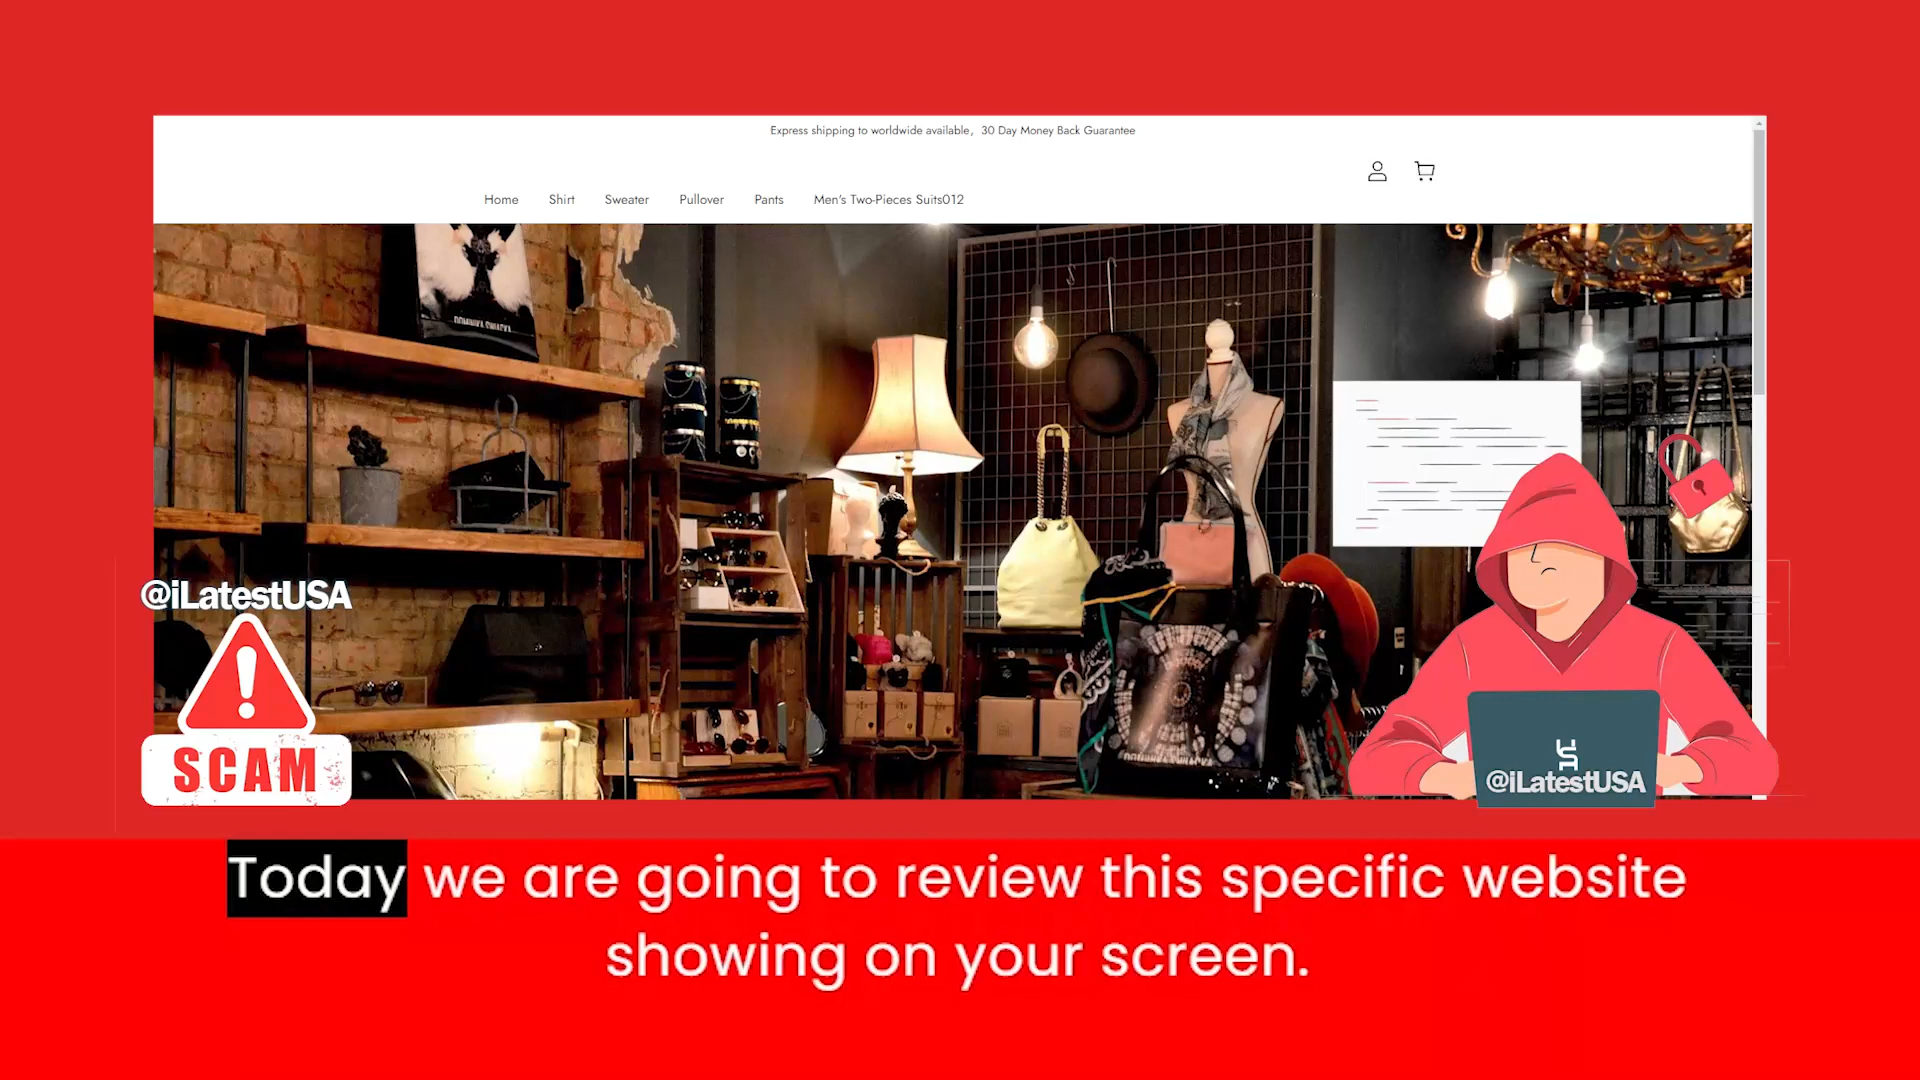 Express shipping to worldwide available, 30 Day Money Back Guarantee
Home Shirt Sweater Pullover Pants Men's Two-Pieces Suits012
@iLatestUSA
SCAM
@iLatestUSA
Today we are going to review this specific website
showing on your screen.